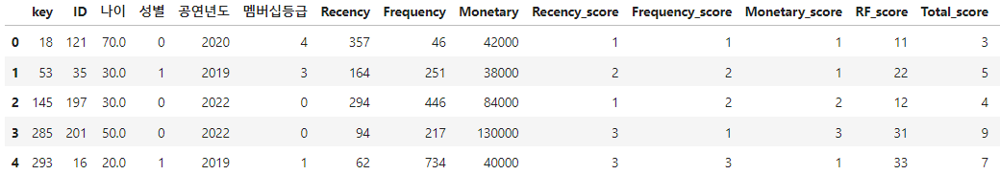 key ID 나이 성별 공연년도 멤버십등급 Recency Frequency Monetary Recency_score Frequency_score Monetary_score RF_score Total_score
0 18 121 70.0 0 2020 4 357 46 42000 1 1 1 11 3
1 53 35 30.0 1 2019 3 164 251 38000 2 2 1 22 5
2 145 197 30.0 0 2022 0 294 446 84000 1 2 2 12 4
3 285 201 50.0 0 2022 0 94 217 130000 3 1 3 31 9
4 293 16 20.0 1 2019 1 62 734 40000 3 3 1 33 7